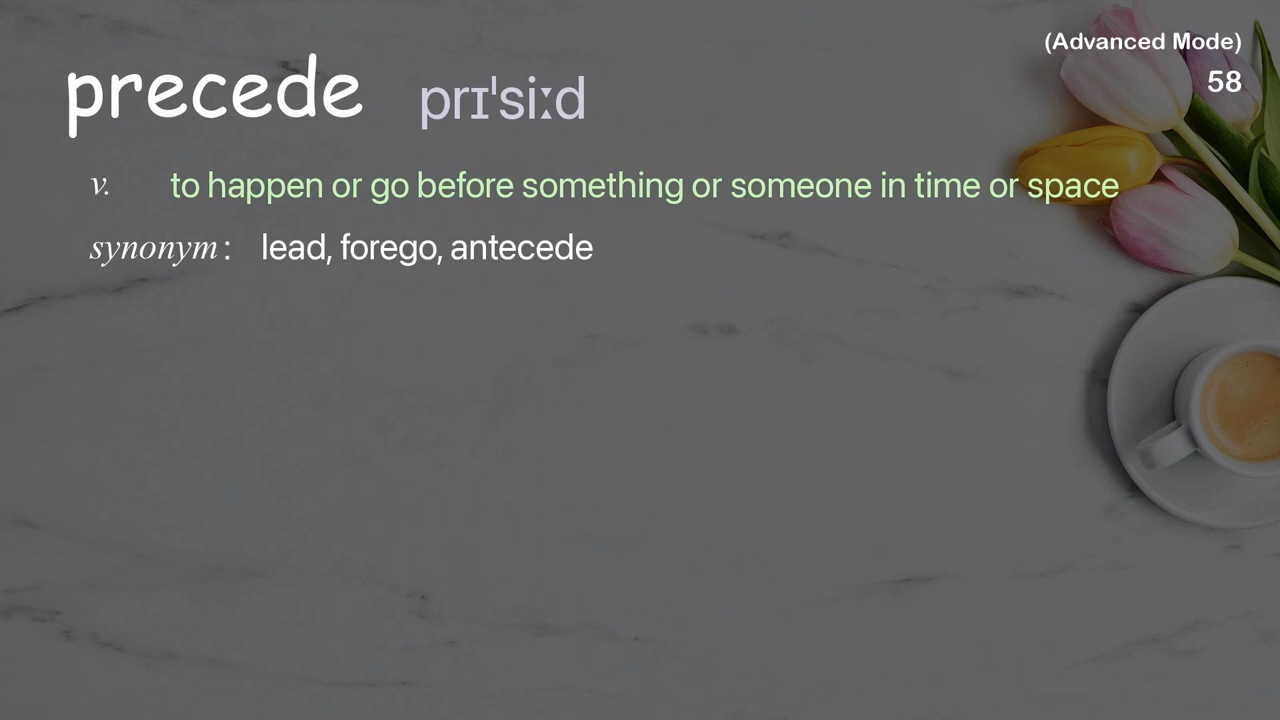 (Advanced Mode)
58
precede prɪˈsiːd
v. to happen or go before something or someone in time or space
synonym : lead, forego, antecede